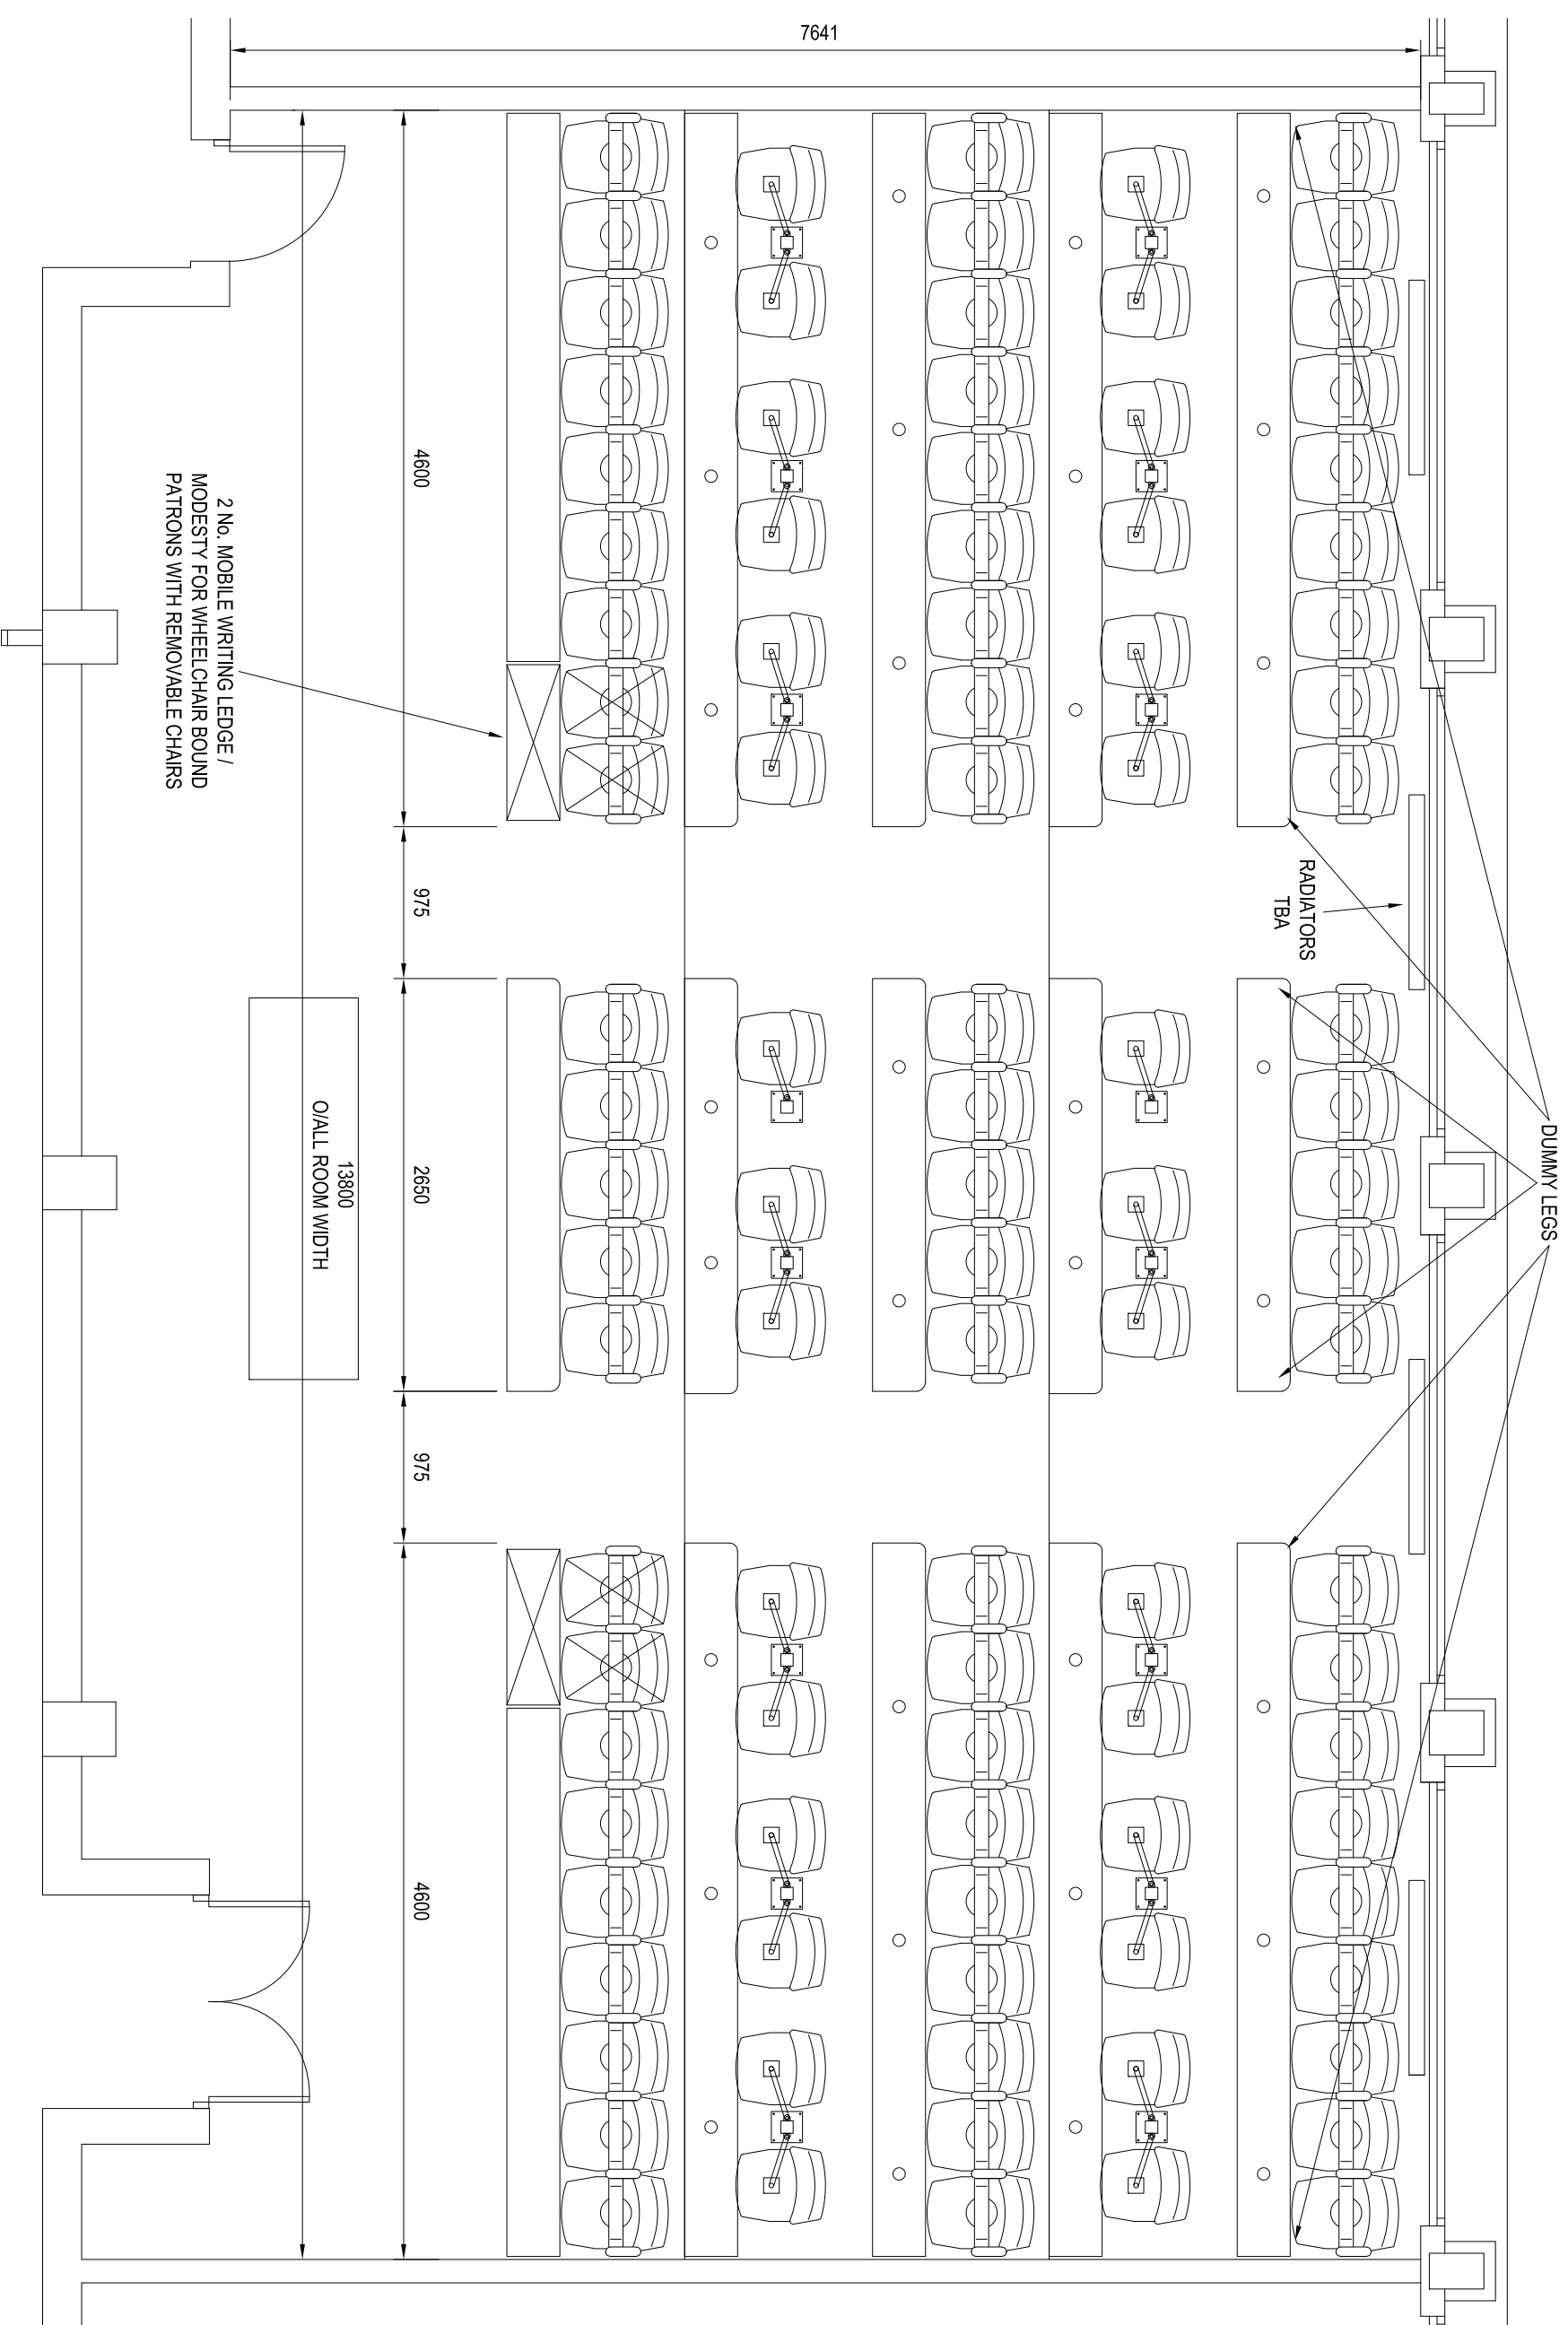 7641
DUMMY LEGS
RADIATORS
TBA
4600
975
2650
975
4600
13800
O/ALL ROOM WIDTH
2 No. MOBILE WRITING LEDGE /
MODESTY FOR WHEELCHAIR BOUND
PATRONS WITH REMOVABLE CHAIRS